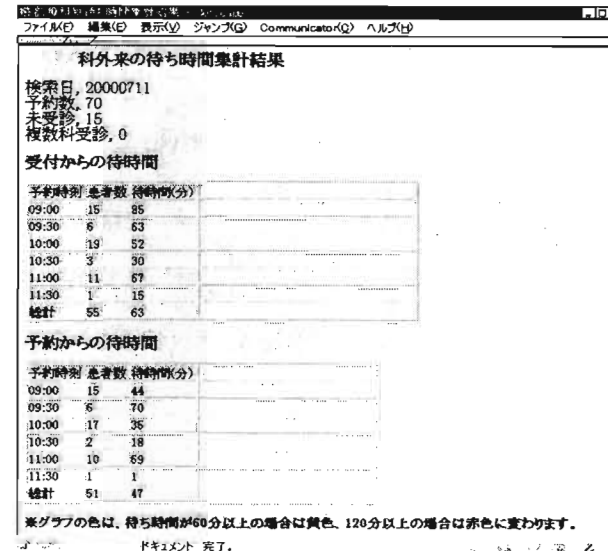 ファイル(F) 編集(E) 表示(V) ジャンプ(G) Communicator(C) ヘルプ(H)
科外来の待ち時間集計結果
検索日, 20000711
予約数, 70
未受診, 15
複数科受診, 0
受付からの待時間
予約時刻 患者数 待時間(分)
09:00 15 85
09:30 6 63
10:00 19 52
10:30 3 30
11:00 11 67
11:30 1 15
総計 55 63
予約からの待時間
予約時刻 患者数 待時間(分)
09:00 15 44
09:30 6 70
10:00 17 36
10:30 2 18
11:00 10 69
11:30 1 1
総計 51 47
※グラフの色は、待ち時間が60分以上の場合は黄色、120分以上の場合は赤色に変わります。
ドキュメント 完了.